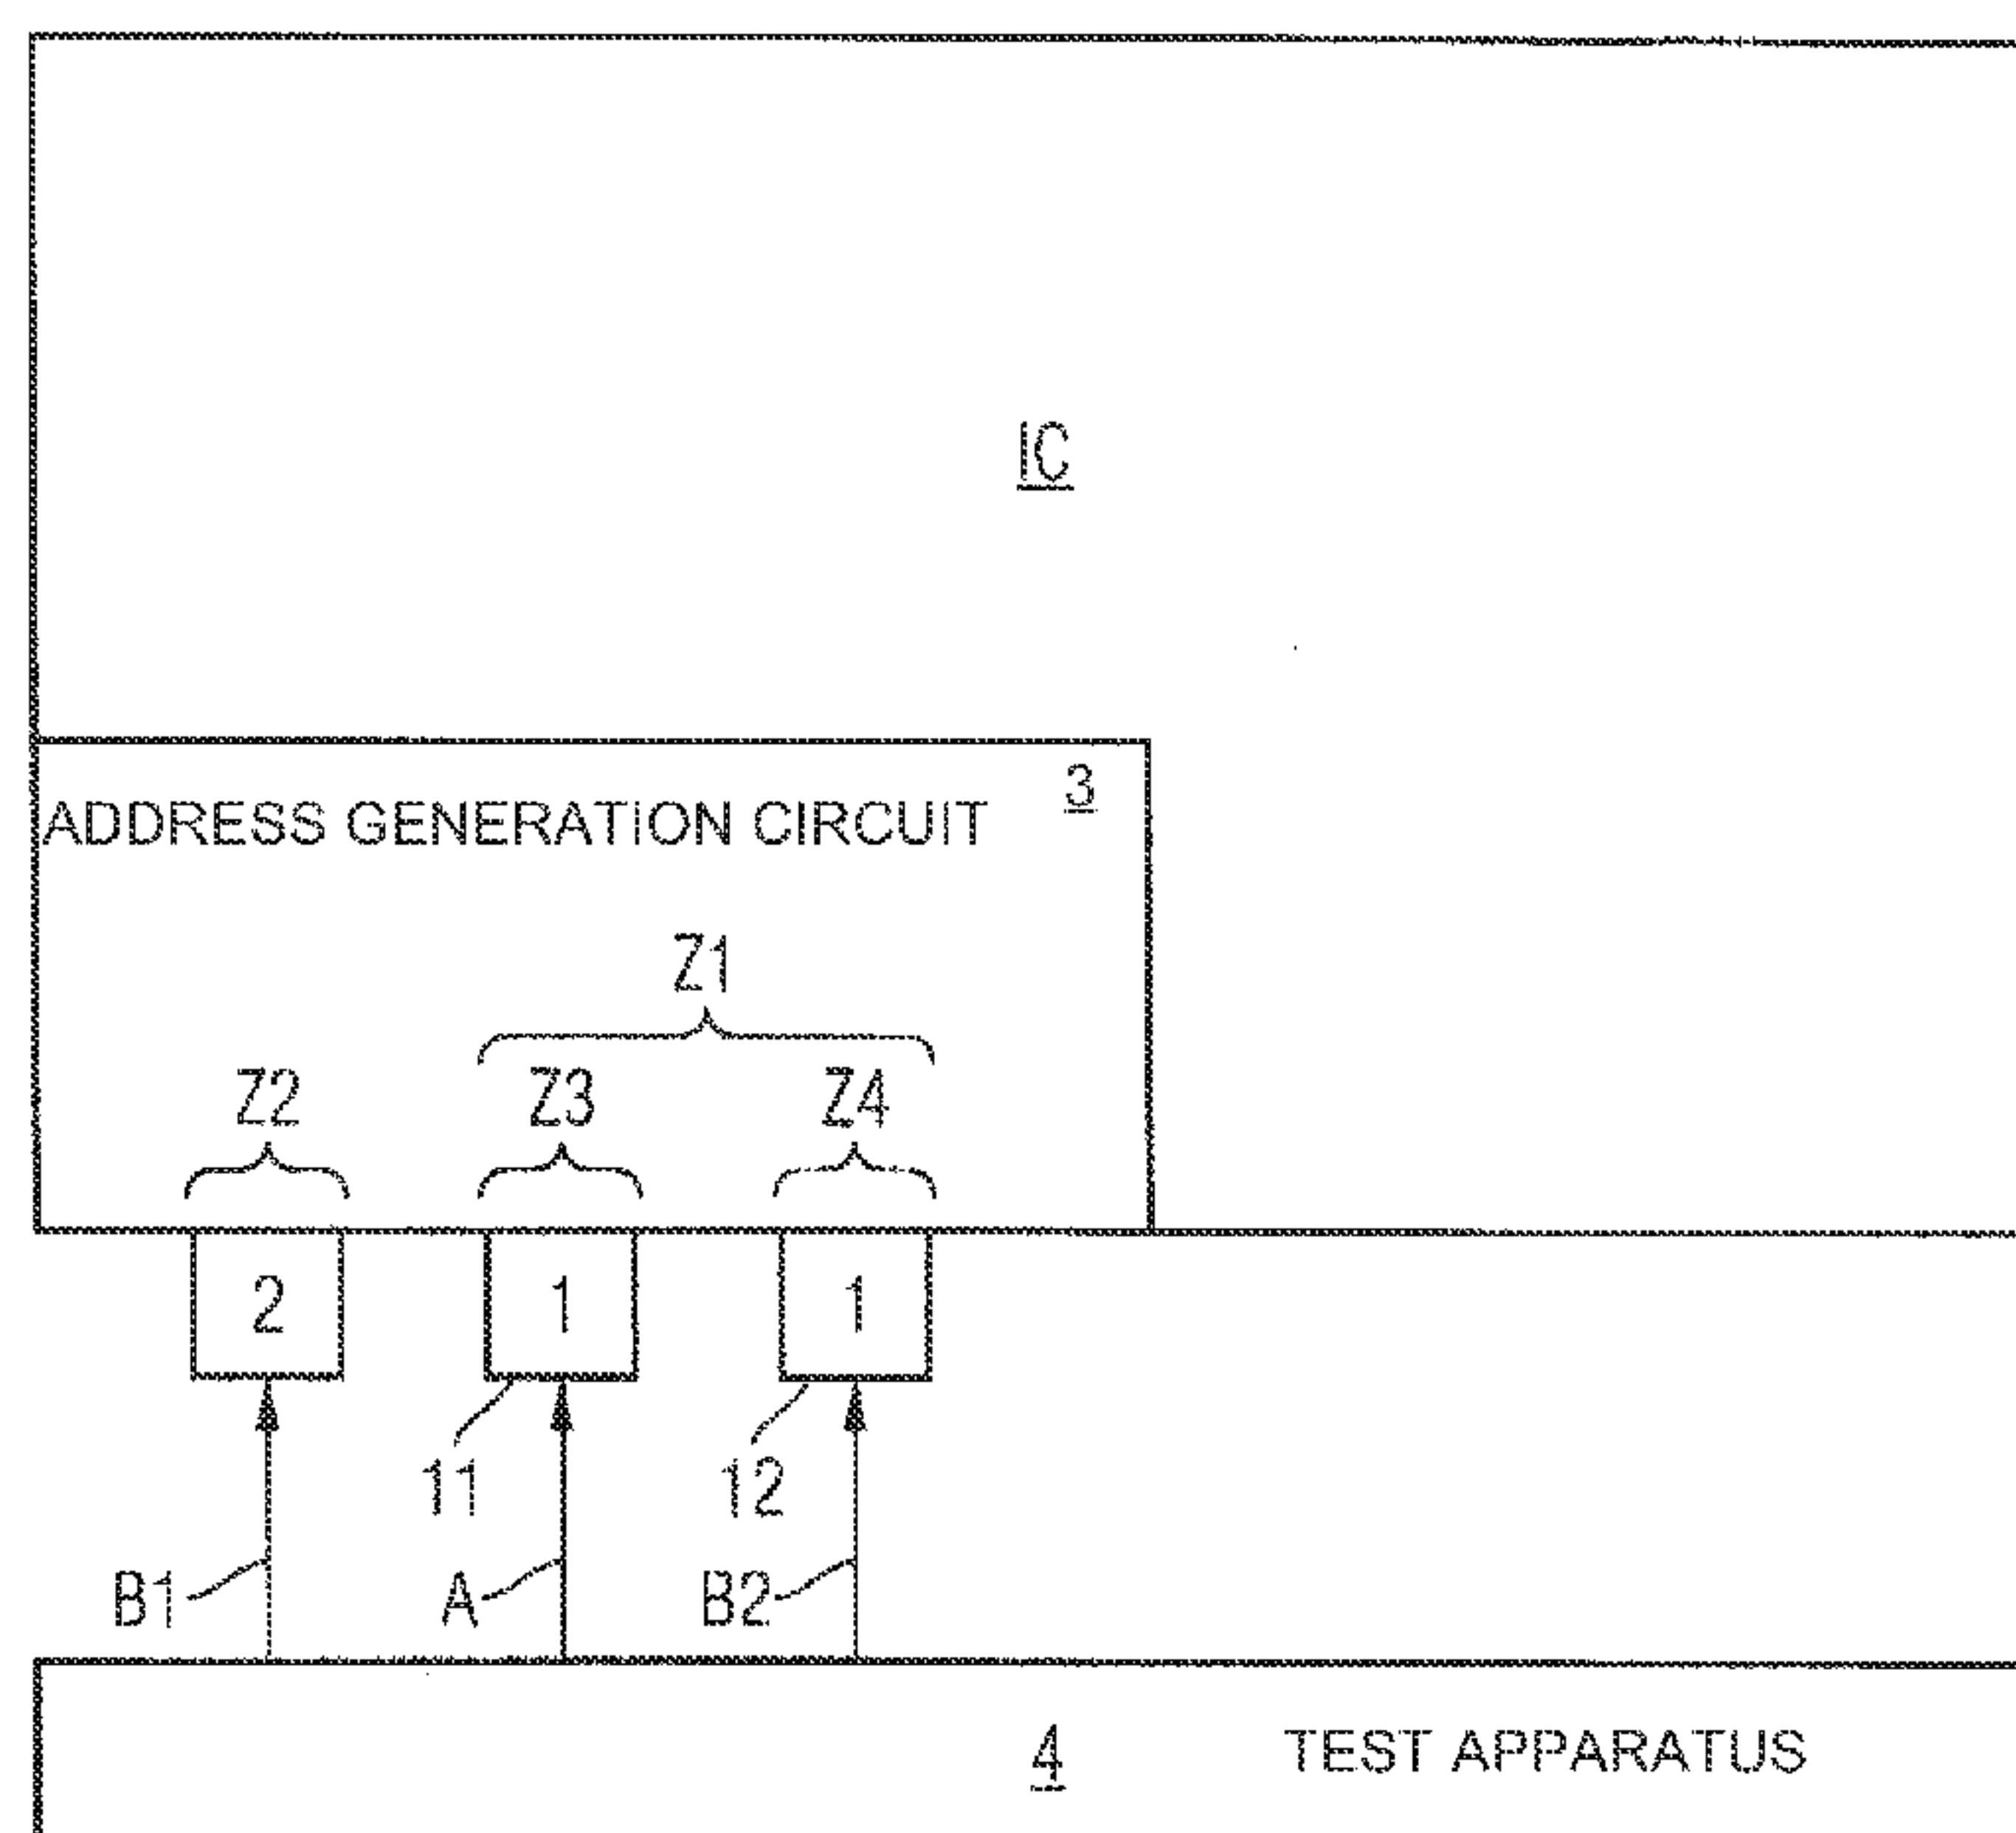 IC
3
ADDRESS GENERATION CIRCUIT
Z1
Z2 Z3 Z4
2 1 1
11 12
B1 A B2
4 TEST APPARATUS